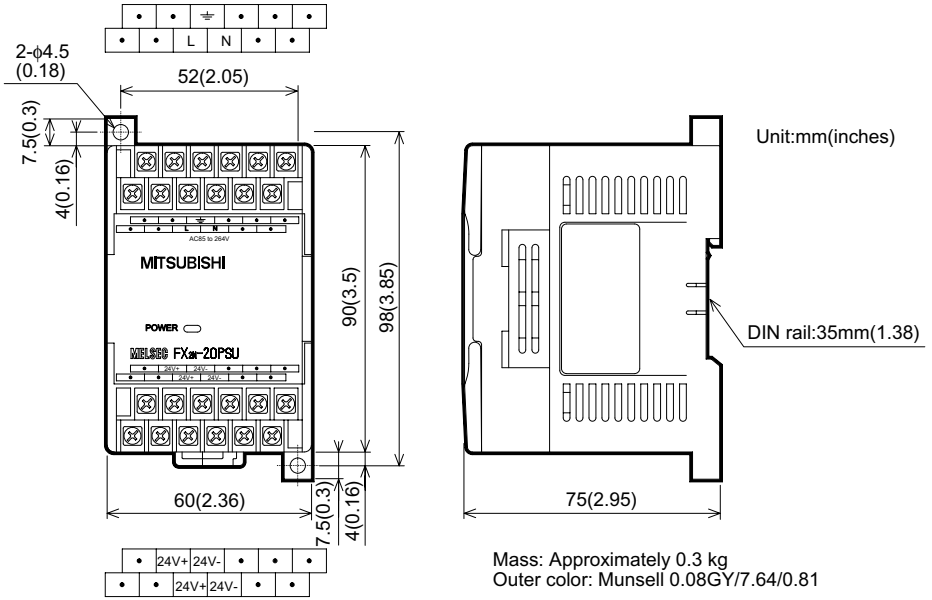 L N
2-ϕ4.5
(0.18)
52(2.05)
7.5(0.3)
4(0.16)
Unit:mm(inches)
L N
AC85 to 264V
MITSUBISHI
90(3.5)
98(3.85)
POWER
DIN rail:35mm(1.38)
MELSEC FX2N-20PSU
24V+ 24V-
24V+ 24V-
60(2.36)
7.5(0.3)
4(0.16)
75(2.95)
24V+ 24V-
24V+ 24V-
Mass: Approximately 0.3 kg
Outer color: Munsell 0.08GY/7.64/0.81